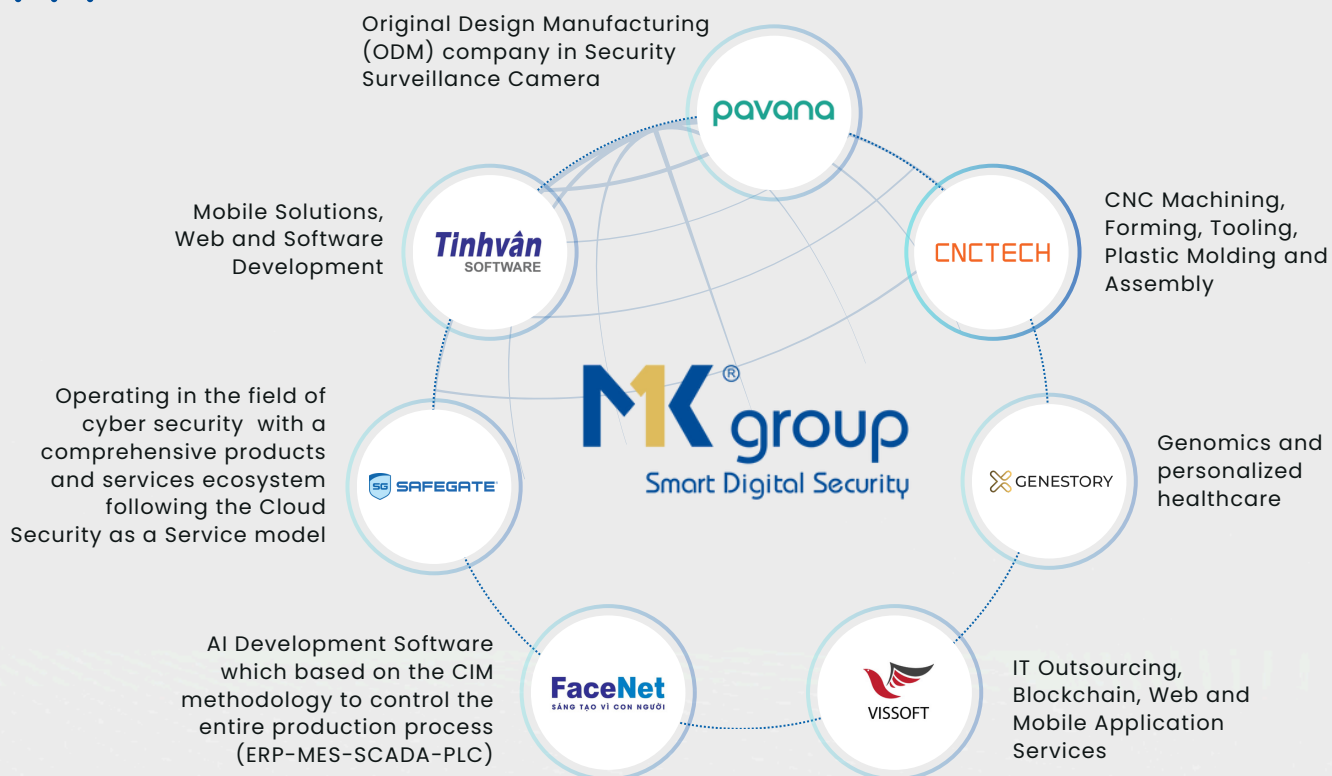 Original Design Manufacturing
(ODM) company in Security
Surveillance Camera
pavana
Mobile Solutions,
Web and Software
Development
Tinhvân
SOFTWARE
CNCTECH
CNC Machining,
Forming, Tooling,
Plastic Molding and
Assembly
MK®
group
Smart Digital Security
Operating in the field of
cyber security with a
comprehensive products
and services ecosystem
following the Cloud
Security as a Service model
SG SAFEGATE
GENESTORY
Genomics and
personalized
healthcare
AI Development Software
which based on the CIM
methodology to control the
entire production process
(ERP-MES-SCADA-PLC)
FaceNet
SÁNG TẠO VÌ CON NGƯỜI
VISSOFT
IT Outsourcing,
Blockchain, Web and
Mobile Application
Services